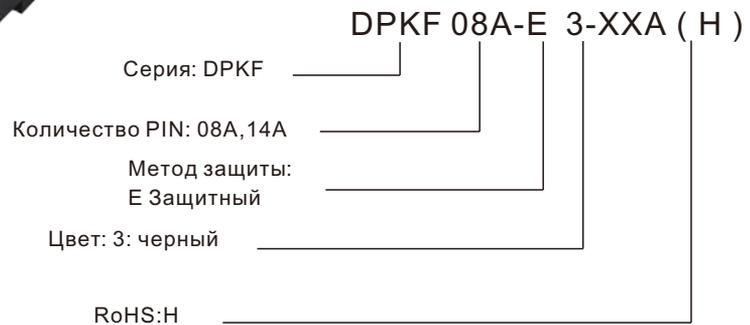 DPKF 08A-E 3-XXA ( H )
Серия: DPKF
Количество PIN: 08A,14A
Метод защиты:
E Защитный
Цвет: 3: черный
RoHS:H